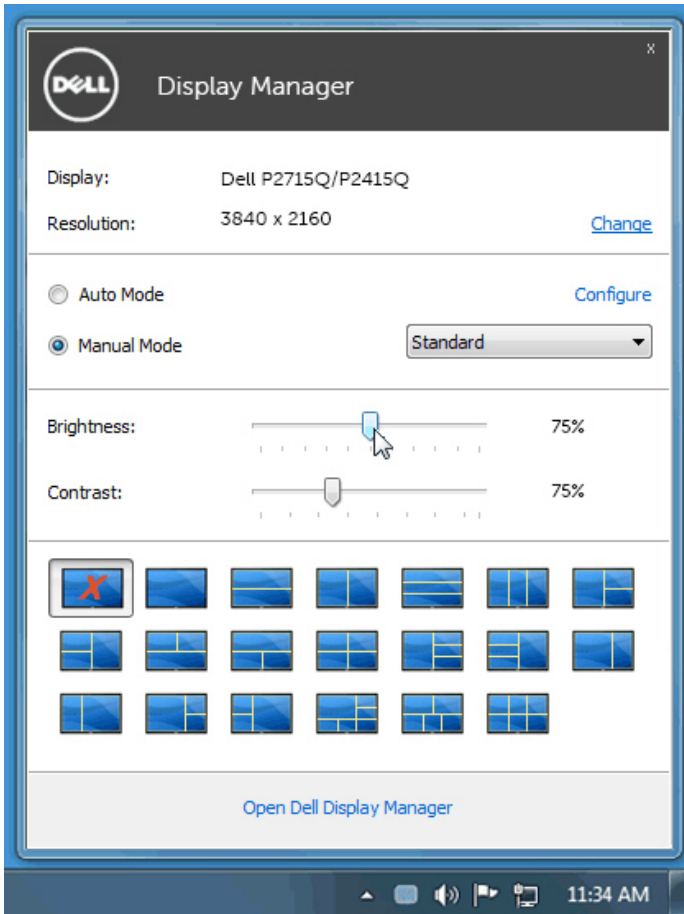 x
DELL Display Manager
Display: Dell P2715Q/P2415Q
Resolution: 3840 x 2160 Change
Auto Mode Configure
Manual Mode Standard
Brightness: 75%
Contrast: 75%
X
Open Dell Display Manager
11:34 AM